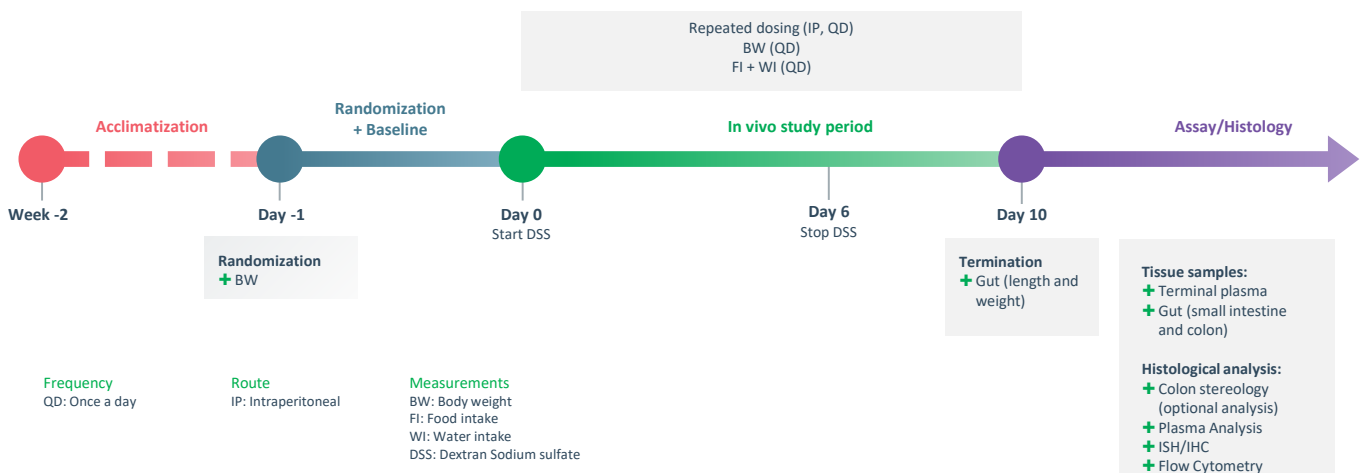 Repeated dosing (IP, QD)
BW (QD)
FI + WI (QD)
Acclimatization
Randomization
+ Baseline
In vivo study period
Assay/Histology
Week -2
Day -1
Day 0
Start DSS
Day 6
Stop DSS
Day 10
Randomization
+ BW
Termination
+ Gut (length and
weight)
Tissue samples:
+ Terminal plasma
+ Gut (small intestine
and colon)
Histological analysis:
+ Colon stereology
(optional analysis)
+ Plasma Analysis
+ ISH/IHC
+ Flow Cytometry
Frequency
QD: Once a day
Route
IP: Intraperitoneal
Measurements
BW: Body weight
FI: Food intake
WI: Water intake
DSS: Dextran Sodium sulfate